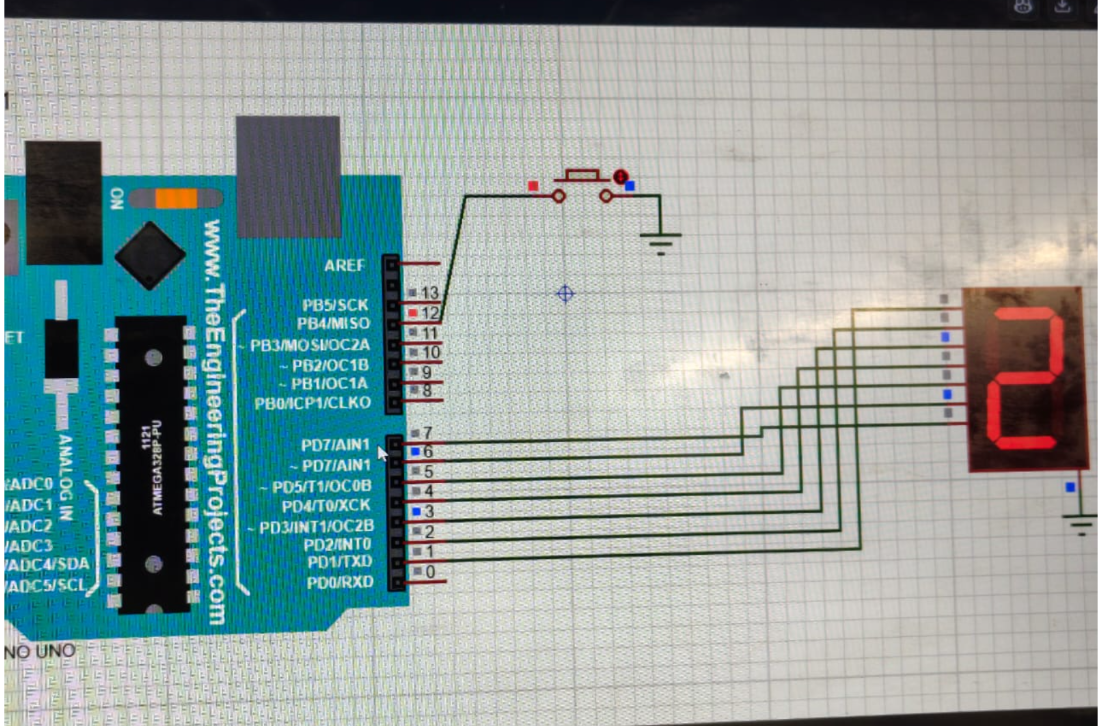 1
ON
www.TheEngineeringProjects.com
AREF
PB5/SCK
PB4/MISO
~ PB3/MOSI/OC2A
~ PB2/OC1B
~ PB1/OC1A
PB0/ICP1/CLKO
13
12
11
10
9
8
PD7/AIN1
~ PD7/AIN1
~ PD5/T1/OC0B
PD4/T0/XCK
~ PD3/INT1/OC2B
PD2/INT0
PD1/TXD
PD0/RXD
7
6
5
4
3
2
1
0
1121
ATMEGA328P-PU
ET
ANALOG IN
/ADC0
/ADC1
/ADC2
/ADC3
/ADC4/SDA
/ADC5/SCL
NO UNO
2